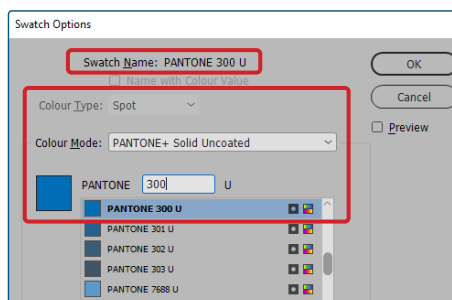 Swatch Options
Swatch Name: PANTONE 300 U
Name with Colour Value
Colour Type: Spot
Colour Mode: PANTONE+ Solid Uncoated
PANTONE 300 U
PANTONE 300 U
PANTONE 301 U
PANTONE 302 U
PANTONE 303 U
PANTONE 7688 U
OK
Cancel
Preview